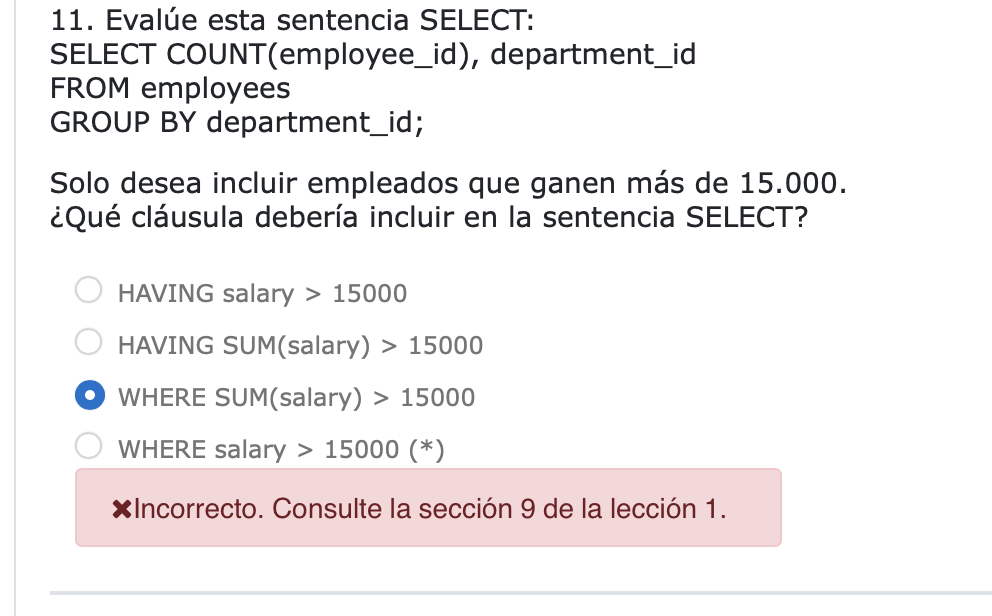 11. Evalúe esta sentencia SELECT:
SELECT COUNT(employee_id), department_id
FROM employees
GROUP BY department_id;
Solo desea incluir empleados que ganen más de 15.000.
¿Qué cláusula debería incluir en la sentencia SELECT?
HAVING salary > 15000
HAVING SUM(salary) > 15000
WHERE SUM(salary) > 15000
WHERE salary > 15000 (*)
✖Incorrecto. Consulte la sección 9 de la lección 1.